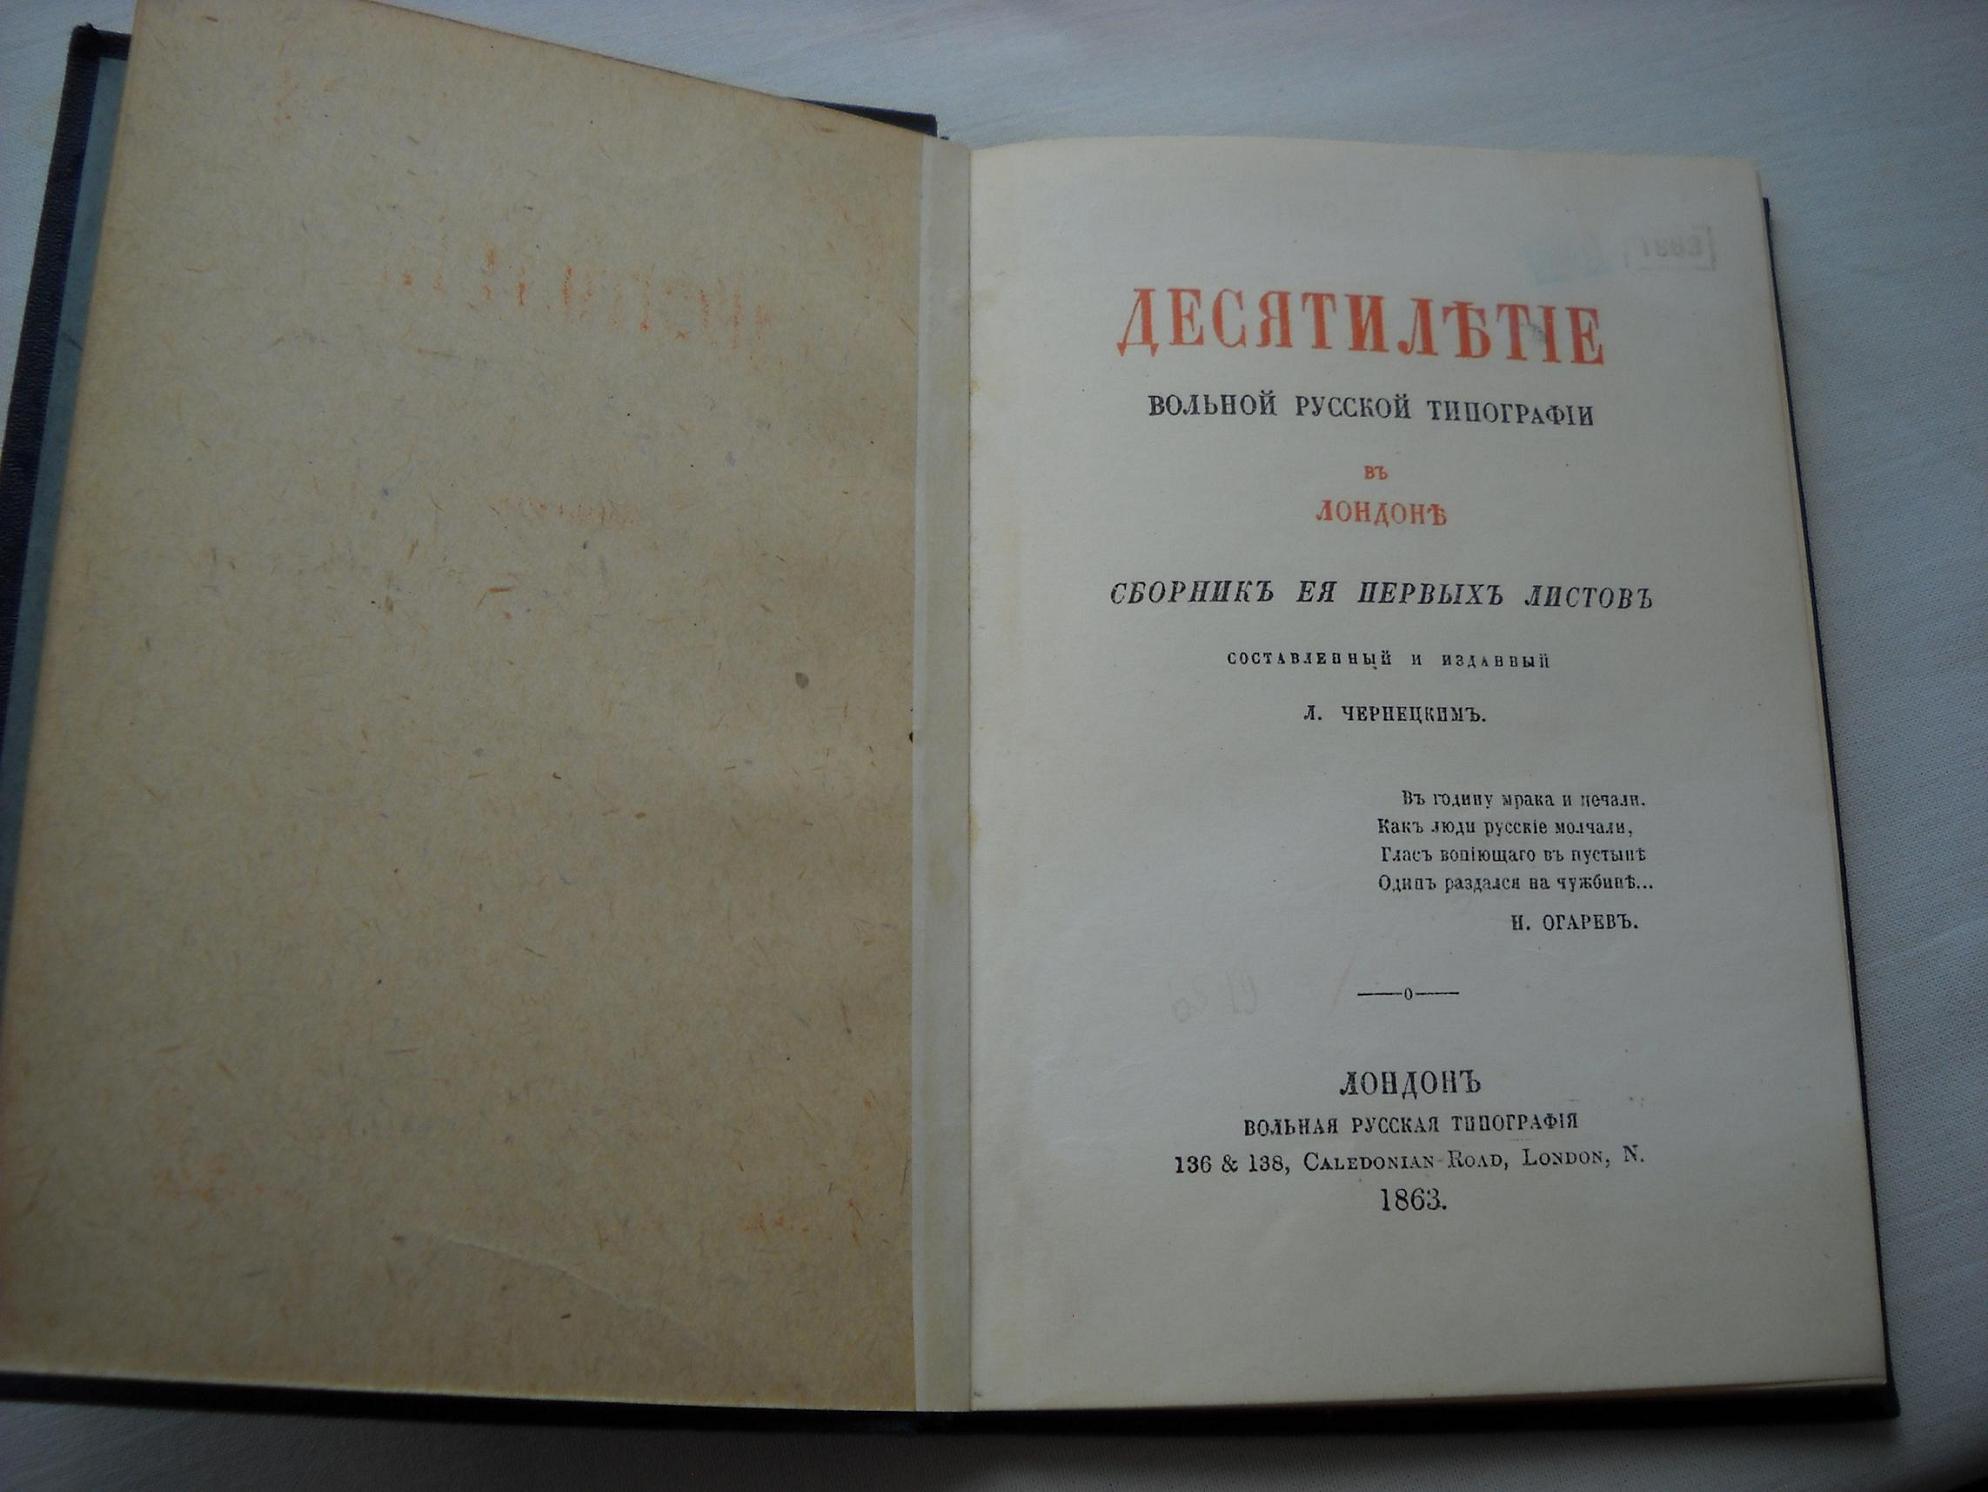 ДЕСЯТИЛѢТІЕ
ВОЛЬНОЙ РУССКОЙ ТИПОГРАФІИ
ВЪ
ЛОНДОНѢ
СБОРНИКЪ ЕЯ ПЕРВЫХЪ ЛИСТОВЪ
СОСТАВЛЕННЫЙ И ИЗДАННЫЙ
Л. ЧЕРНЕЦКИМЪ.
Въ годину мрака и печали.
Какъ люди русскіе молчали,
Гласъ вопіющаго въ пустынѣ
Одинъ раздался на чужбинѣ...
Н. ОГАРЕВЪ.
ЛОНДОНЪ
ВОЛЬНАЯ РУССКАЯ ТИПОГРАФІЯ
136 & 138, CALEDONIAN ROAD, LONDON, N.
1863.